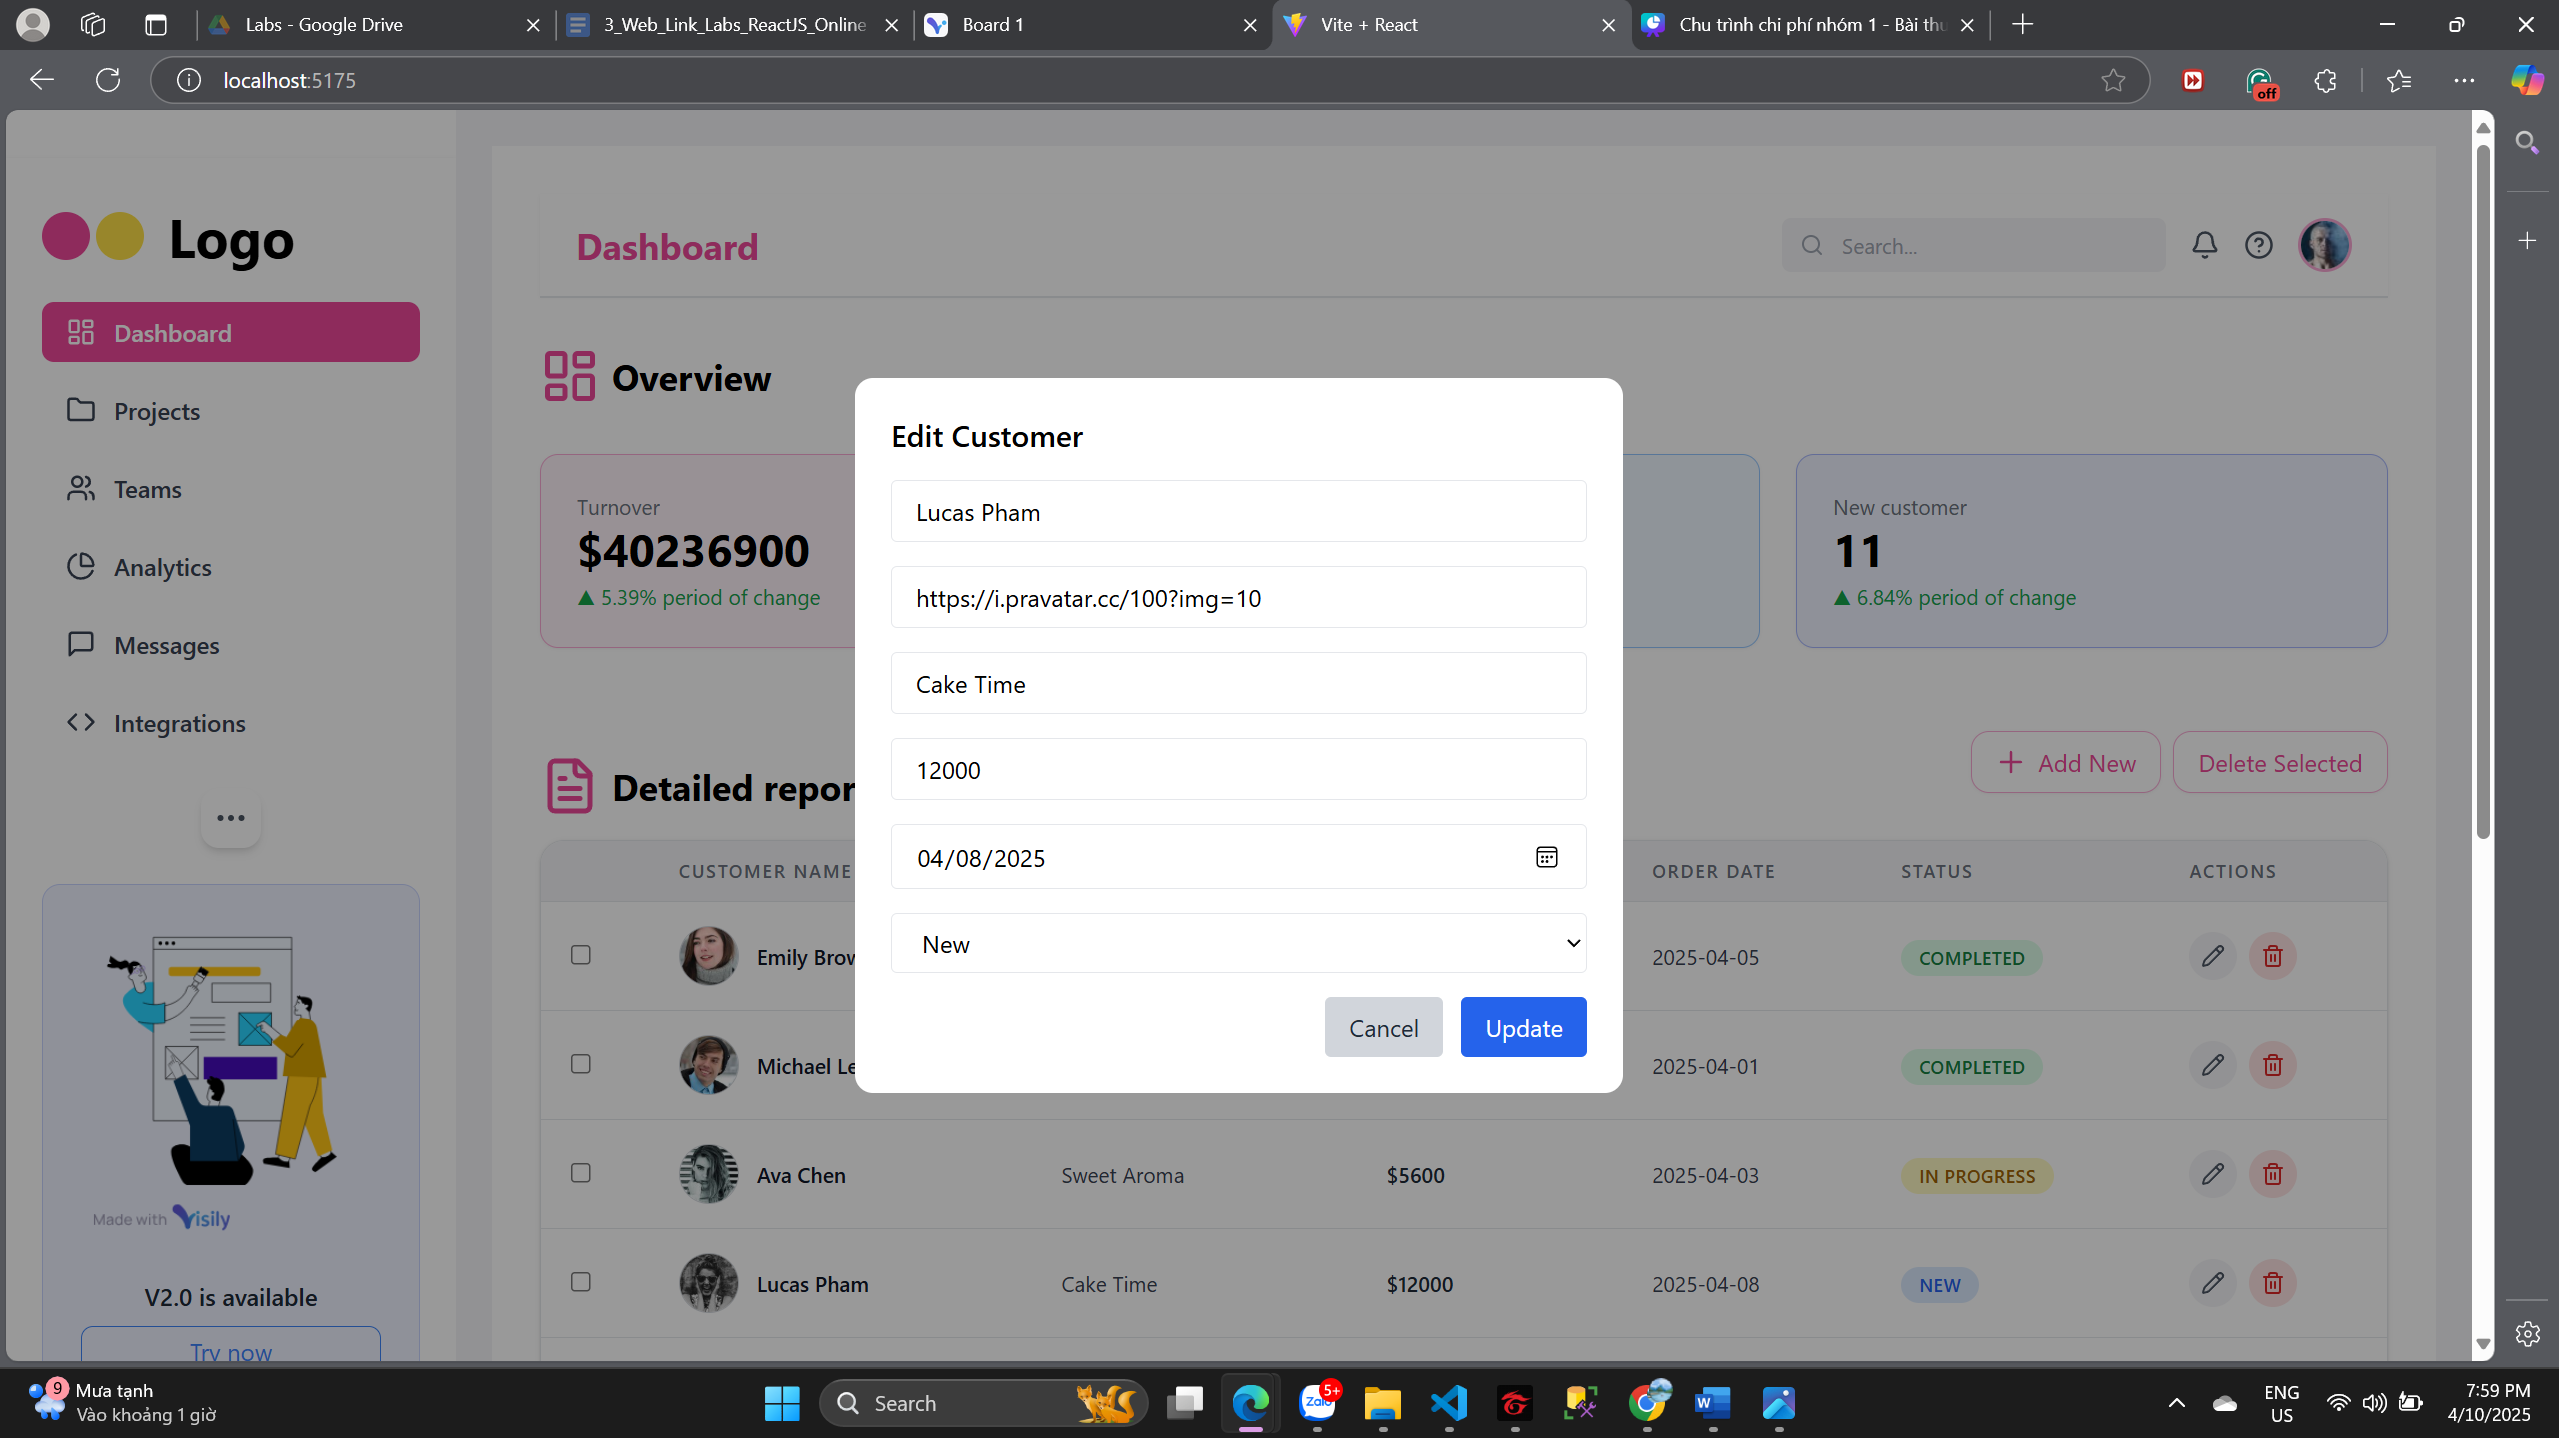 Labs - Google Drive
3_Web_Link_Labs_ReactJS_Online
Board 1
Vite + React
Chu trình chi phí nhóm 1 - Bài thu
localhost:5175
off
Logo
Dashboard
Search...
Dashboard
Projects
Teams
Analytics
Messages
Integrations
Made with Visily
V2.0 is available
Try now
Overview
Turnover
$40236900
▲ 5.39% period of change
New customer
11
▲ 6.84% period of change
Edit Customer
Lucas Pham
https://i.pravatar.cc/100?img=10
Cake Time
12000
04/08/2025
New
Cancel
Update
Detailed repor
+ Add New
Delete Selected
CUSTOMER NAME ORDER DATE STATUS ACTIONS
Emily Brow 2025-04-05 COMPLETED
Michael Le 2025-04-01 COMPLETED
Ava Chen Sweet Aroma $5600 2025-04-03 IN PROGRESS
Lucas Pham Cake Time $12000 2025-04-08 NEW
9
Mưa tạnh
Vào khoảng 1 giờ
Search
Zalo
5+
W
ENG
US
7:59 PM
4/10/2025